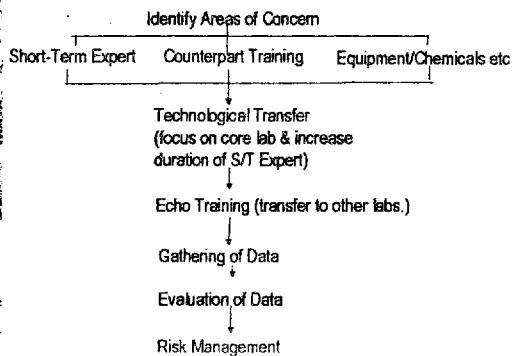 Identify Areas of Concern
Short-Term Expert Counterpart Training Equipment/Chemicals etc
Technological Transfer
(focus on core lab & increase
duration of S/T Expert)
Echo Training (transfer to other labs.)
Gathering of Data
Evaluation of Data
Risk Management